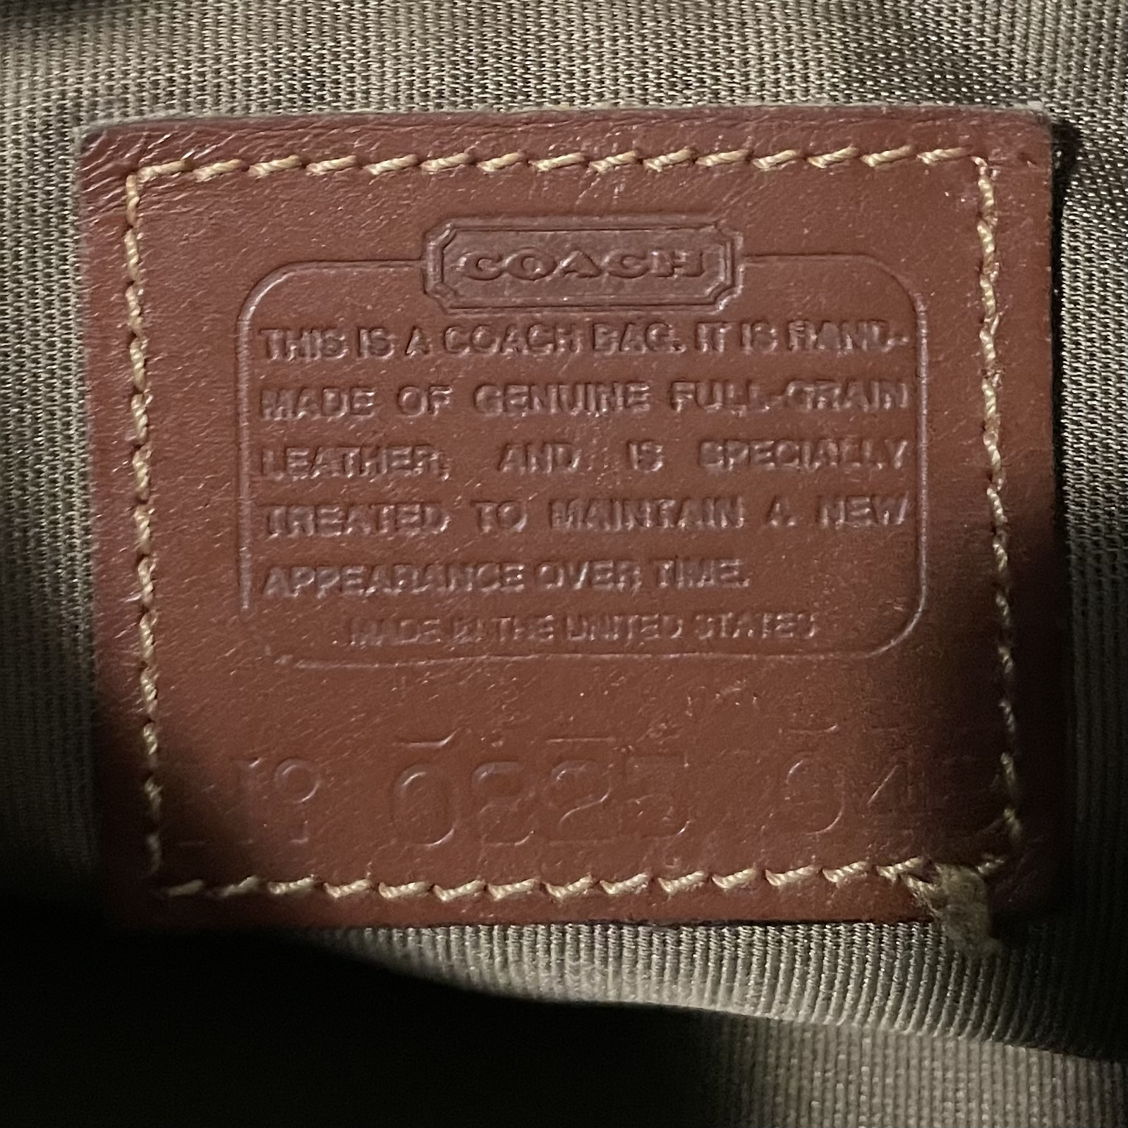 COACH
THIS IS A COACH BAG. IT IS HAND-
MADE OF GENUINE FULL-GRAIN
LEATHER, AND IS SPECIALLY
TREATED TO MAINTAIN A NEW
APPEARANCE OVER TIME.
MADE IN THE UNITED STATES
Nº